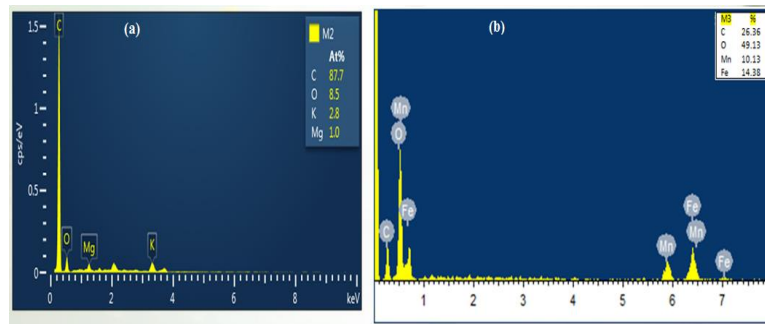 (a)
M2
At%
C 87.7
O 8.5
K 2.8
Mg 1.0
cps/eV
1.5
1
0.5
0
C
O
Mg
K
0 2 4 6 8 keV
(b)
M3 %
C 26.36
O 49.13
Mn 10.13
Fe 14.38
Mn
O
Fe
C
Fe
Mn
Mn
Fe
1 2 3 4 5 6 7